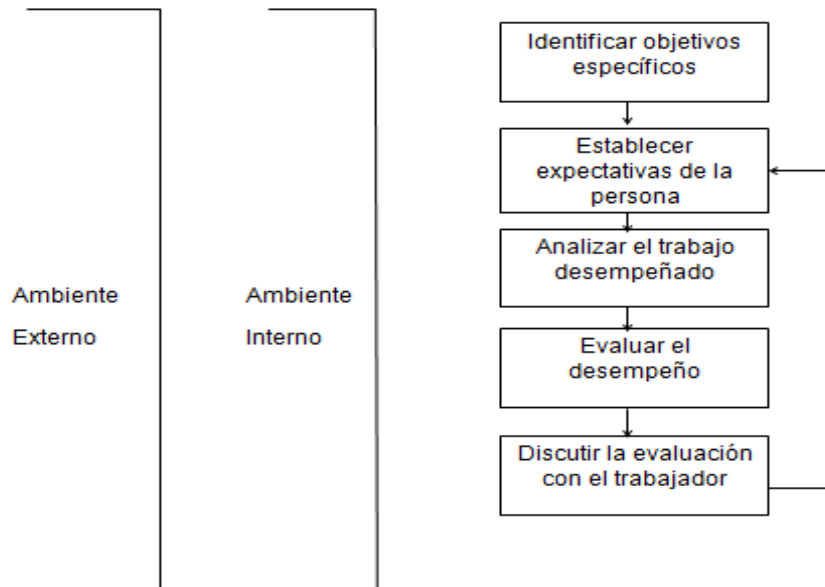 Ambiente
Externo
Ambiente
Interno
Identificar objetivos
específicos
Establecer
expectativas de la
persona
Analizar el trabajo
desempeñado
Evaluar el
desempeño
Discutir la evaluación
con el trabajador